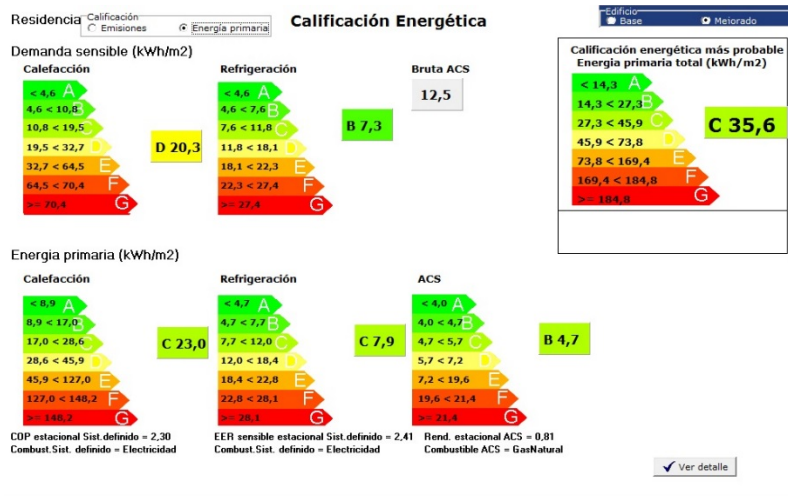 Residencia
Calificación
Emisiones
Energía primaria
Calificación Energética
Edificio
Base
Mejorado
Demanda sensible (kWh/m2)
Calefacción
< 4,6 A
4,6 < 10,8 B
10,8 < 19,5 C
19,5 < 32,7 D
32,7 < 64,5 E
64,5 < 70,4 F
>= 70,4 G
D 20,3
Refrigeración
< 4,6 A
4,6 < 7,6 B
7,6 < 11,8 C
11,8 < 18,1 D
18,1 < 22,3 E
22,3 < 27,4 F
>= 27,4 G
B 7,3
Bruta ACS
12,5
Calificación energética más probable
Energia primaria total (kWh/m2)
< 14,3 A
14,3 < 27,3 B
27,3 < 45,9 C
45,9 < 73,8 D
73,8 < 169,4 E
169,4 < 184,8 F
>= 184,8 G
C 35,6
Energia primaria (kWh/m2)
Calefacción
< 8,9 A
8,9 < 17,0 B
17,0 < 28,6 C
28,6 < 45,9 D
45,9 < 127,0 E
127,0 < 148,2 F
>= 148,2 G
C 23,0
COP estacional Sist.definido = 2,30
Combust.Sist. definido = Electricidad
Refrigeración
< 4,7 A
4,7 < 7,7 B
7,7 < 12,0 C
12,0 < 18,4 D
18,4 < 22,8 E
22,8 < 28,1 F
>= 28,1 G
C 7,9
EER sensible estacional Sist.definido = 2,41
Combust.Sist. definido = Electricidad
ACS
< 4,0 A
4,0 < 4,7 B
4,7 < 5,7 C
5,7 < 7,2 D
7,2 < 19,6 E
19,6 < 21,4 F
>= 21,4 G
B 4,7
Rend. estacional ACS = 0,81
Combustible ACS = GasNatural
Ver detalle